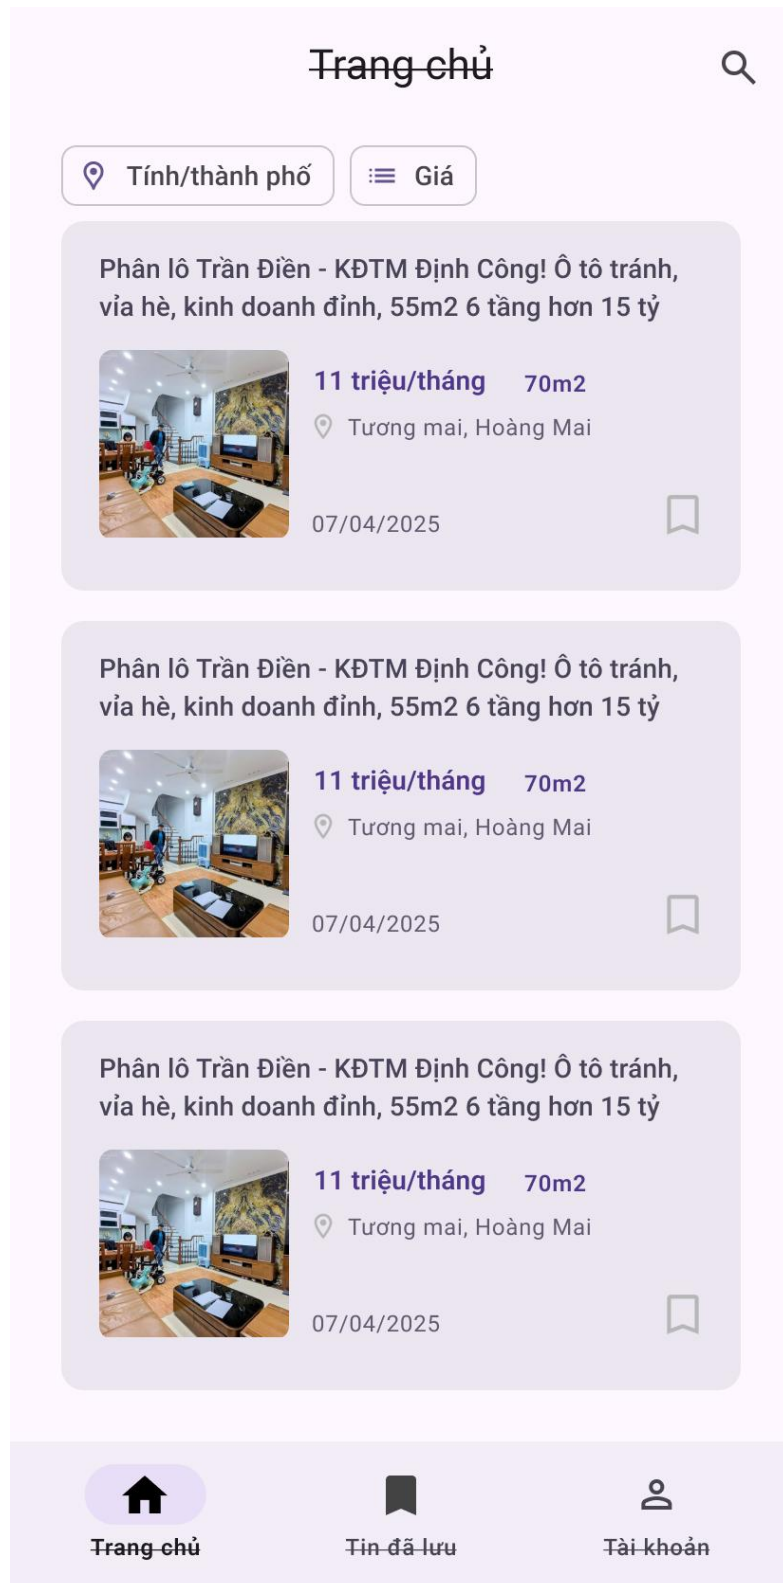 Trang chủ
Tính/thành phố Giá
Phân lô Trần Điền - KĐTM Định Công! Ô tô tránh,
vỉa hè, kinh doanh đỉnh, 55m2 6 tầng hơn 15 tỷ
11 triệu/tháng 70m2
Tương mai, Hoàng Mai
07/04/2025
Phân lô Trần Điền - KĐTM Định Công! Ô tô tránh,
vỉa hè, kinh doanh đỉnh, 55m2 6 tầng hơn 15 tỷ
11 triệu/tháng 70m2
Tương mai, Hoàng Mai
07/04/2025
Phân lô Trần Điền - KĐTM Định Công! Ô tô tránh,
vỉa hè, kinh doanh đỉnh, 55m2 6 tầng hơn 15 tỷ
11 triệu/tháng 70m2
Tương mai, Hoàng Mai
07/04/2025
Trang chủ Tin đã lưu Tài khoản